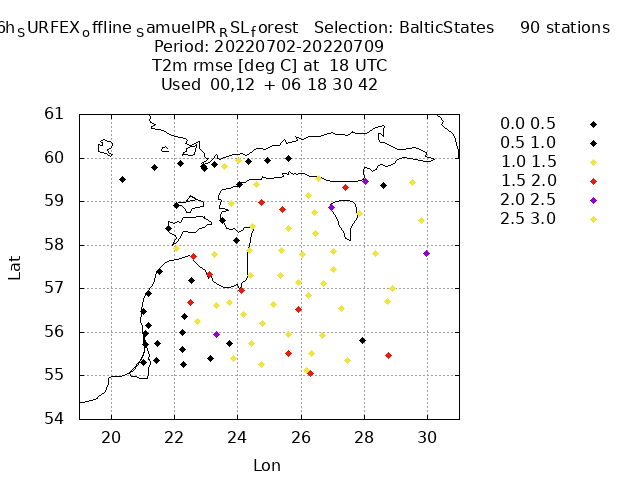 6h_SURFEX_offline_SamuelPR_RSL_forest   Selection: BalticStates     90 stations
Period: 20220702-20220709
T2m rmse [deg C] at  18 UTC
Used  00,12  + 06 18 30 42
61
60
59
58
57
56
55
54
Lat
20 22 24 26 28 30
Lon
0.0 0.5
0.5 1.0
1.0 1.5
1.5 2.0
2.0 2.5
2.5 3.0